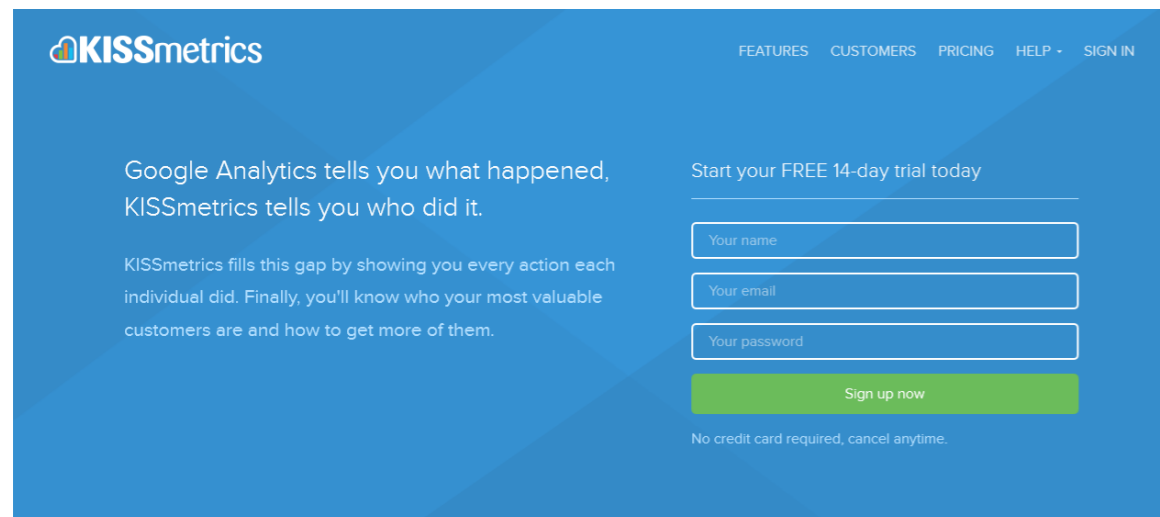 KISSmetrics
FEATURES CUSTOMERS PRICING HELP SIGN IN
Google Analytics tells you what happened,
KISSmetrics tells you who did it.
KISSmetrics fills this gap by showing you every action each
individual did. Finally, you'll know who your most valuable
customers are and how to get more of them.
Start your FREE 14-day trial today
Your name
Your email
Your password
Sign up now
No credit card required, cancel anytime.